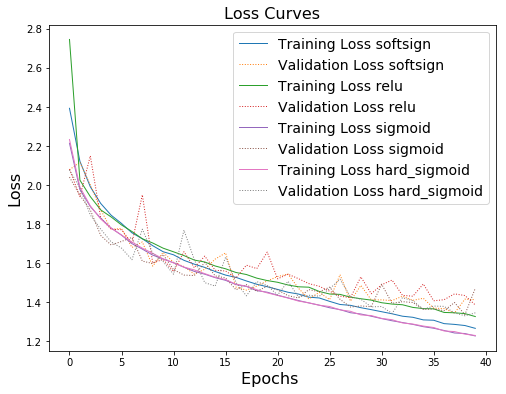 Loss Curves
2.8
2.6
2.4
2.2
2.0
1.8
1.6
1.4
1.2
Loss
Training Loss softsign
Validation Loss softsign
Training Loss relu
Validation Loss relu
Training Loss sigmoid
Validation Loss sigmoid
Training Loss hard_sigmoid
Validation Loss hard_sigmoid
0 5 10 15 20 25 30 35 40
Epochs